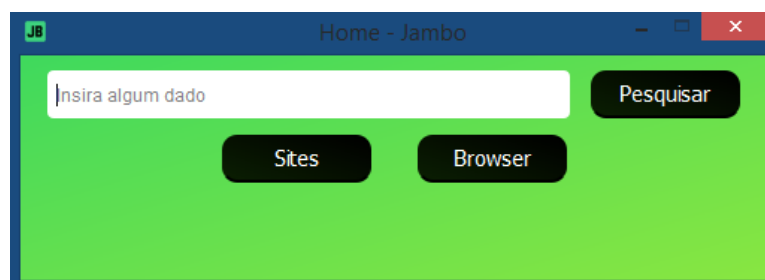 JB Home - Jambo
Insira algum dado Pesquisar
Sites Browser